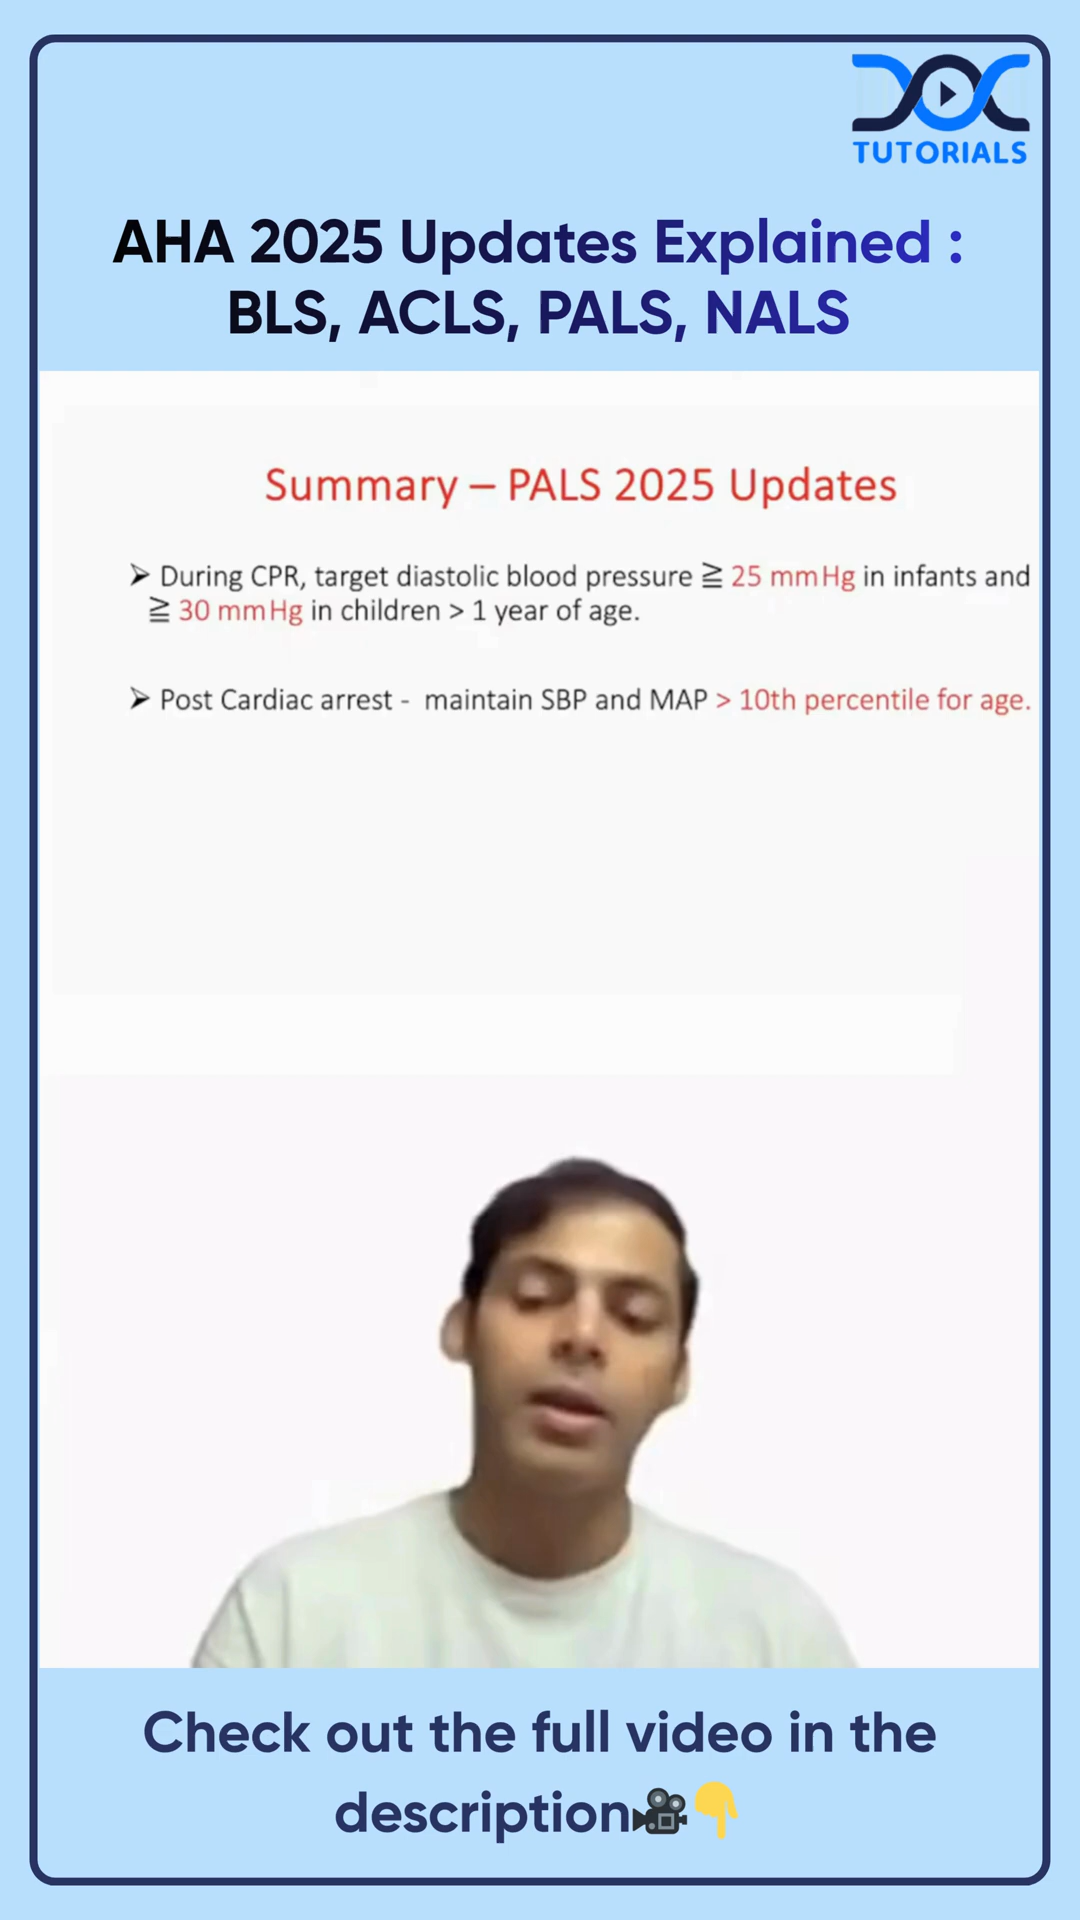 DOC
TUTORIALS
AHA 2025 Updates Explained :
BLS, ACLS, PALS, NALS
Summary – PALS 2025 Updates
➤ During CPR, target diastolic blood pressure ≧ 25 mmHg in infants and
≧ 30 mmHg in children > 1 year of age.
➤ Post Cardiac arrest - maintain SBP and MAP > 10th percentile for age.
Check out the full video in the
description🎥👇